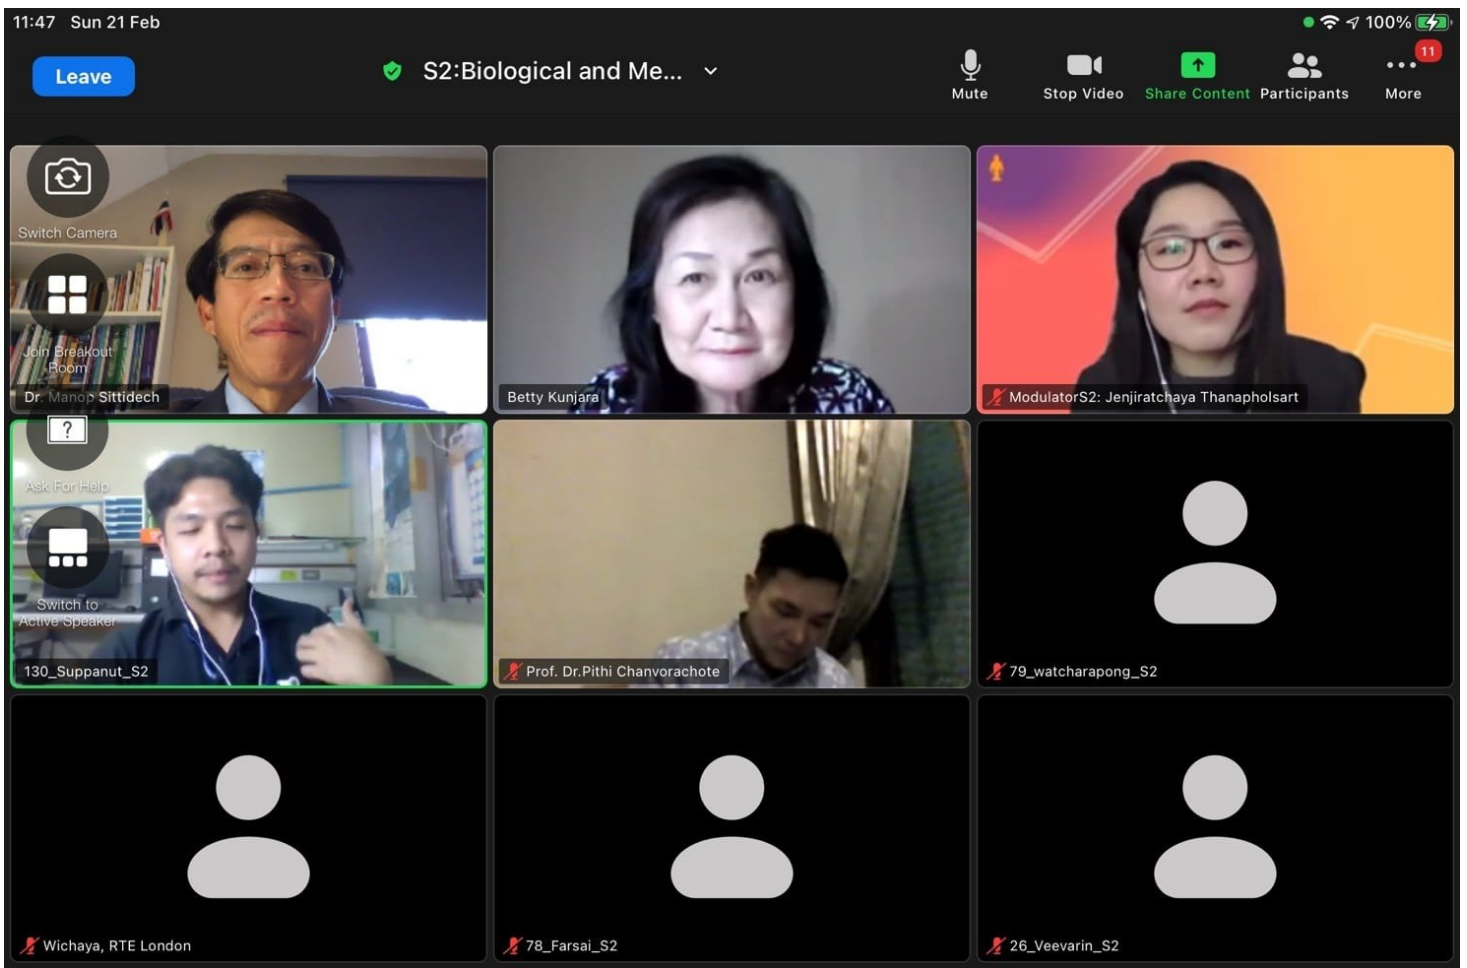 11:47 Sun 21 Feb
100%
Leave
S2:Biological and Me...
Mute
Stop Video
Share Content
Participants
11
More
Switch Camera
Join Breakout
Room
Dr. Manop Sittidech
Betty Kunjara
ModulatorS2: Jenjiratchaya Thanapholsart
?
Ask For Help
Switch to
Active Speaker
130_Suppanut_S2
Prof. Dr.Pithi Chanvorachote
79_watcharapong_S2
Wichaya, RTE London
78_Farsai_S2
26_Veevarin_S2